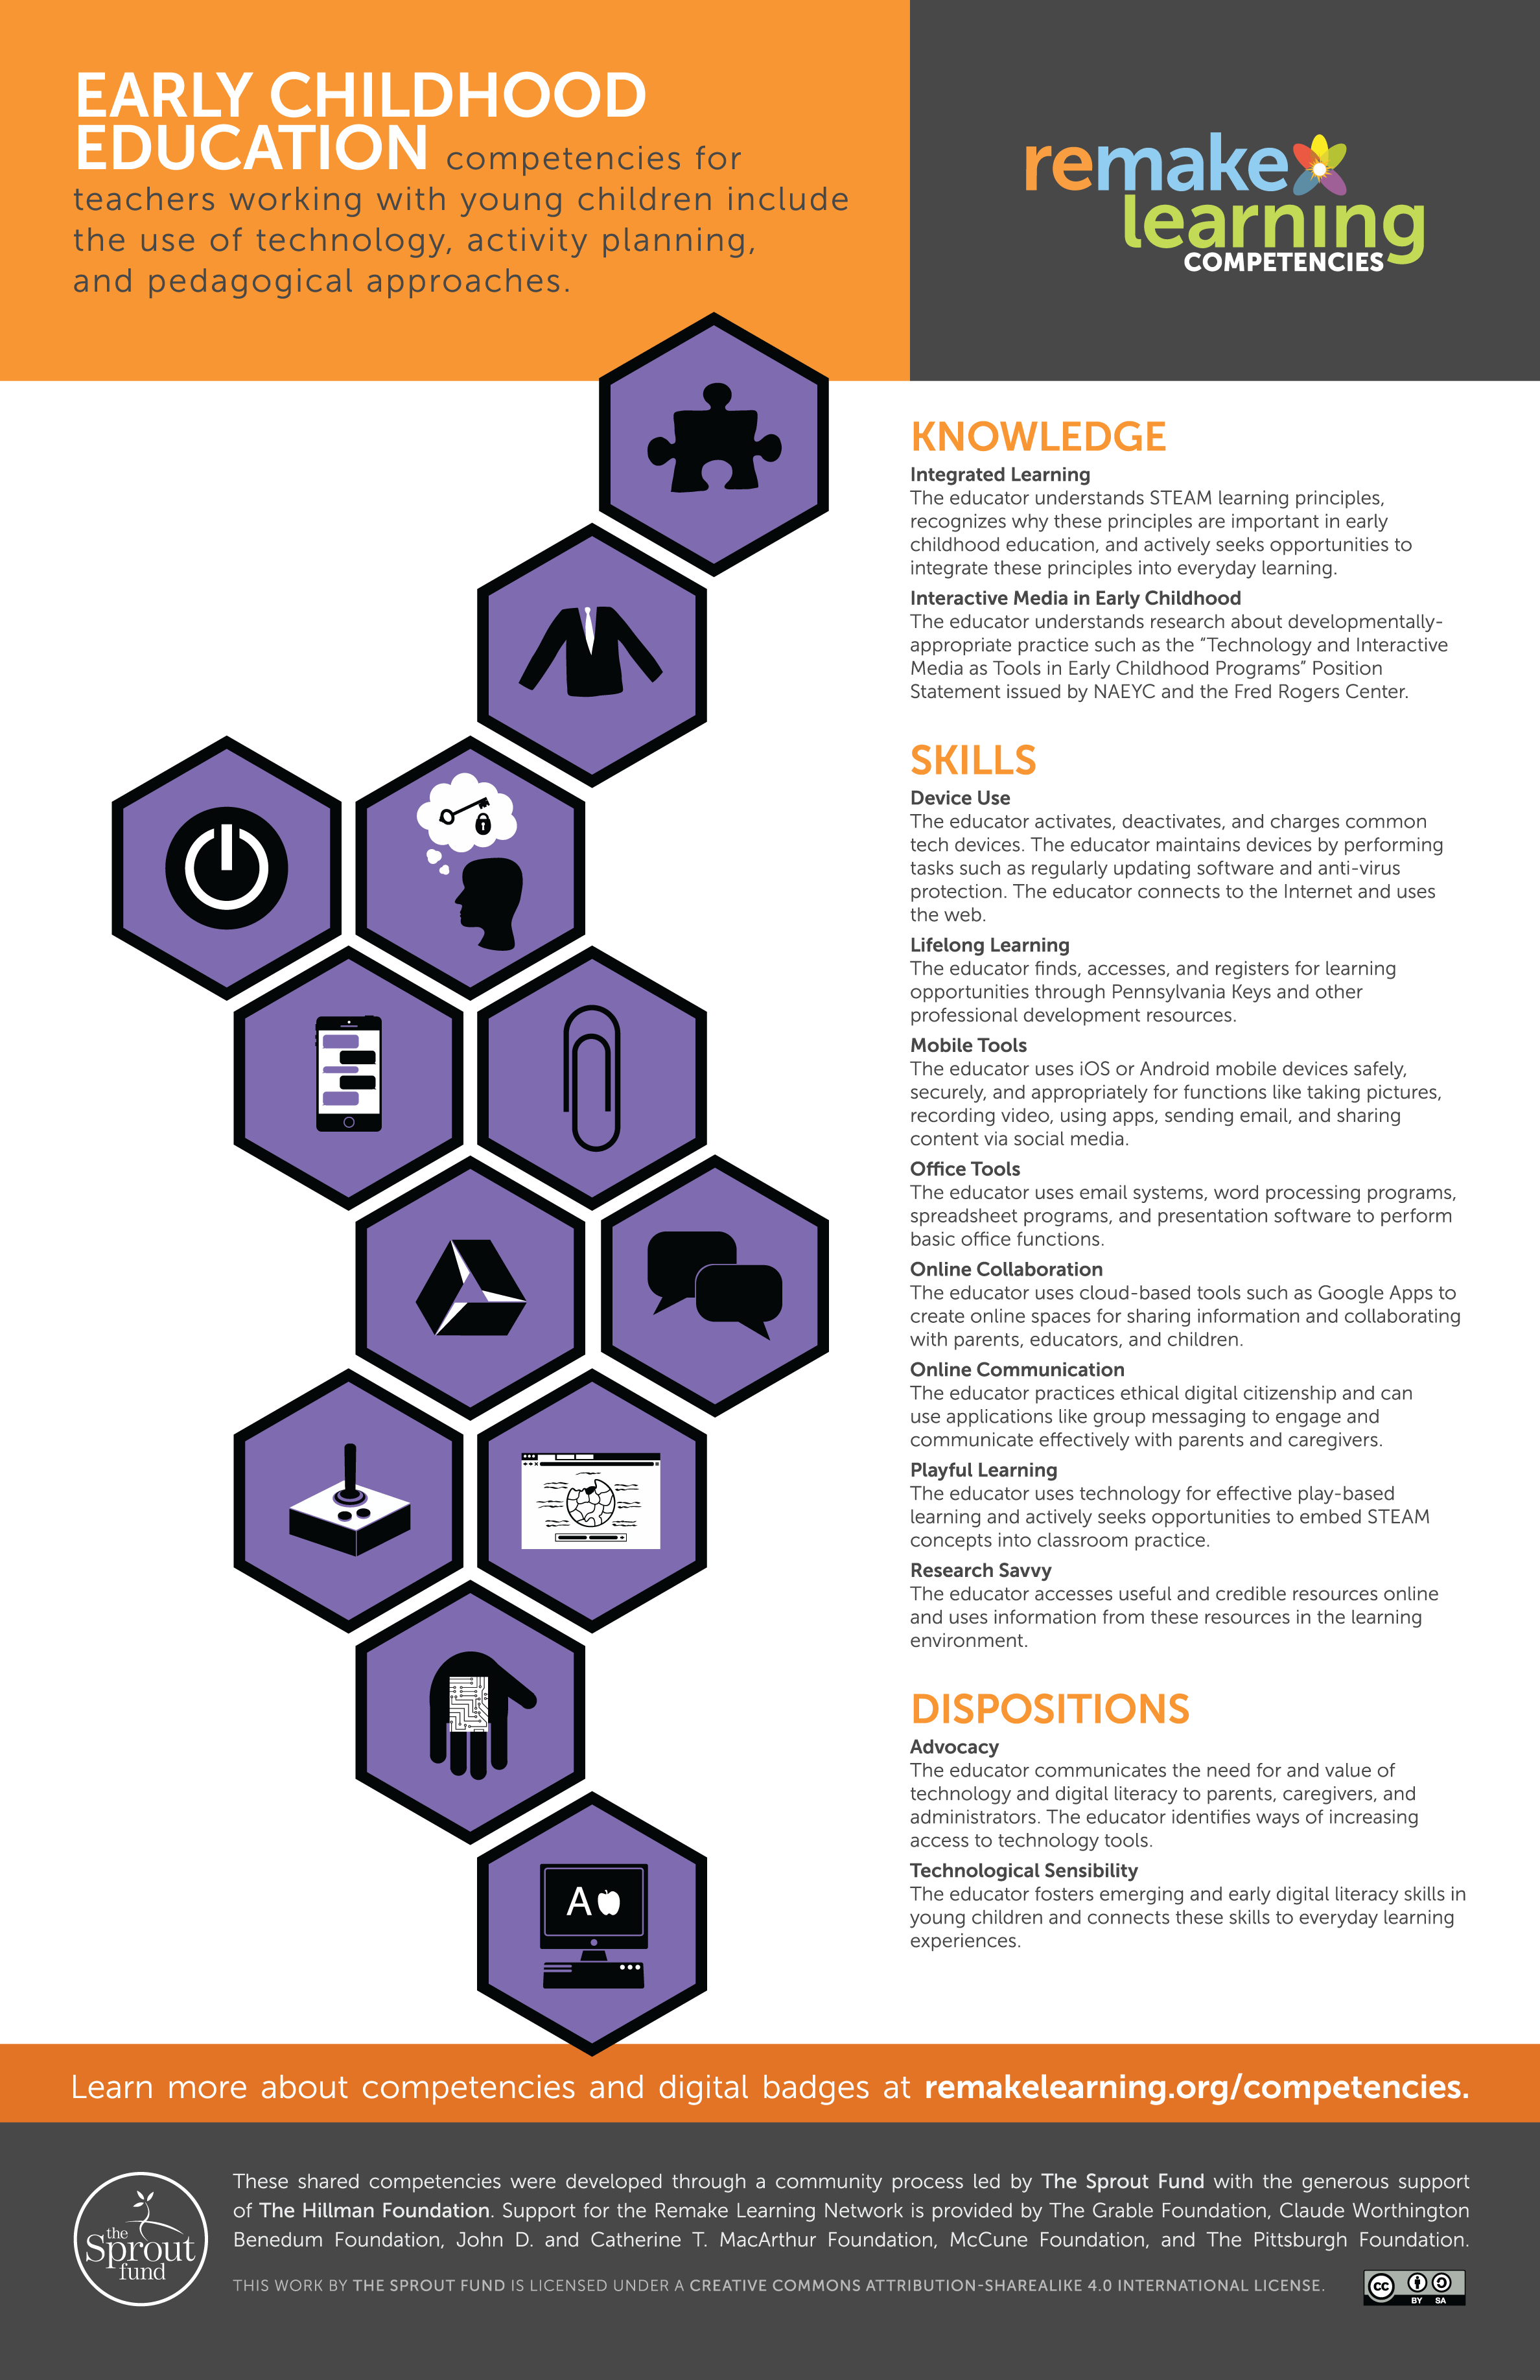 EARLY CHILDHOOD
EDUCATION competencies for
teachers working with young children include
the use of technology, activity planning,
and pedagogical approaches.
remake
learning
COMPETENCIES
KNOWLEDGE
Integrated Learning
The educator understands STEAM learning principles,
recognizes why these principles are important in early
childhood education, and actively seeks opportunities to
integrate these principles into everyday learning.
Interactive Media in Early Childhood
The educator understands research about developmentally-
appropriate practice such as the “Technology and Interactive
Media as Tools in Early Childhood Programs” Position
Statement issued by NAEYC and the Fred Rogers Center.
SKILLS
Device Use
The educator activates, deactivates, and charges common
tech devices. The educator maintains devices by performing
tasks such as regularly updating software and anti-virus
protection. The educator connects to the Internet and uses
the web.
Lifelong Learning
The educator finds, accesses, and registers for learning
opportunities through Pennsylvania Keys and other
professional development resources.
Mobile Tools
The educator uses iOS or Android mobile devices safely,
securely, and appropriately for functions like taking pictures,
recording video, using apps, sending email, and sharing
content via social media.
Office Tools
The educator uses email systems, word processing programs,
spreadsheet programs, and presentation software to perform
basic office functions.
Online Collaboration
The educator uses cloud-based tools such as Google Apps to
create online spaces for sharing information and collaborating
with parents, educators, and children.
Online Communication
The educator practices ethical digital citizenship and can
use applications like group messaging to engage and
communicate effectively with parents and caregivers.
Playful Learning
The educator uses technology for effective play-based
learning and actively seeks opportunities to embed STEAM
concepts into classroom practice.
Research Savvy
The educator accesses useful and credible resources online
and uses information from these resources in the learning
environment.
DISPOSITIONS
Advocacy
The educator communicates the need for and value of
technology and digital literacy to parents, caregivers, and
administrators. The educator identifies ways of increasing
access to technology tools.
Technological Sensibility
The educator fosters emerging and early digital literacy skills in
young children and connects these skills to everyday learning
experiences.
A
Learn more about competencies and digital badges at remakelearning.org/competencies.
the
Sprout
fund
These shared competencies were developed through a community process led by The Sprout Fund with the generous support
of The Hillman Foundation. Support for the Remake Learning Network is provided by The Grable Foundation, Claude Worthington
Benedum Foundation, John D. and Catherine T. MacArthur Foundation, McCune Foundation, and The Pittsburgh Foundation.
THIS WORK BY THE SPROUT FUND IS LICENSED UNDER A CREATIVE COMMONS ATTRIBUTION-SHAREALIKE 4.0 INTERNATIONAL LICENSE.
cc
BY SA